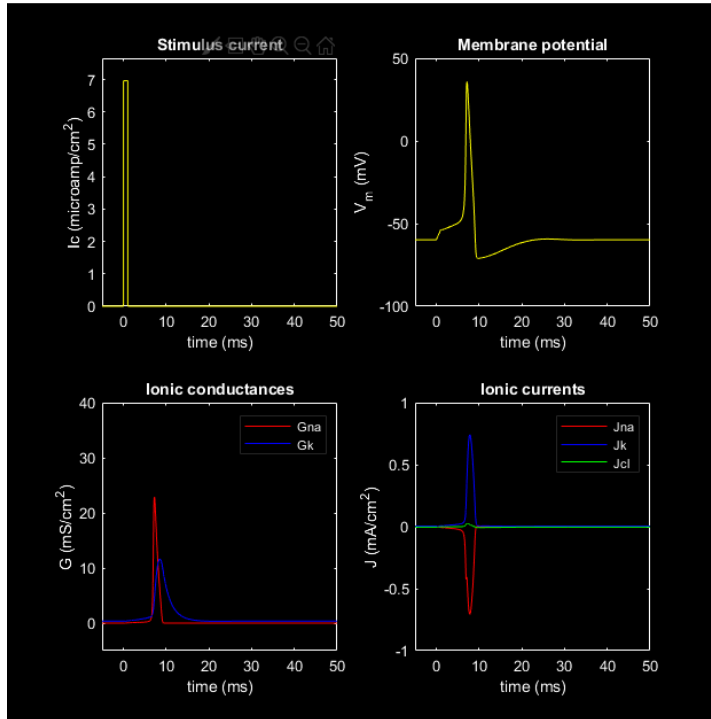 Stimulus current
7
6
5
4
3
2
1
0
Ic (microamp/cm²)
0 10 20 30 40 50
time (ms)
Membrane potential
50
0
-50
-100
Vₘ (mV)
0 10 20 30 40 50
time (ms)
Ionic conductances
40
30
20
10
0
G (mS/cm²)
Gna
Gk
0 10 20 30 40 50
time (ms)
Ionic currents
1
0.5
0
-0.5
-1
J (mA/cm²)
Jna
Jk
Jcl
0 10 20 30 40 50
time (ms)